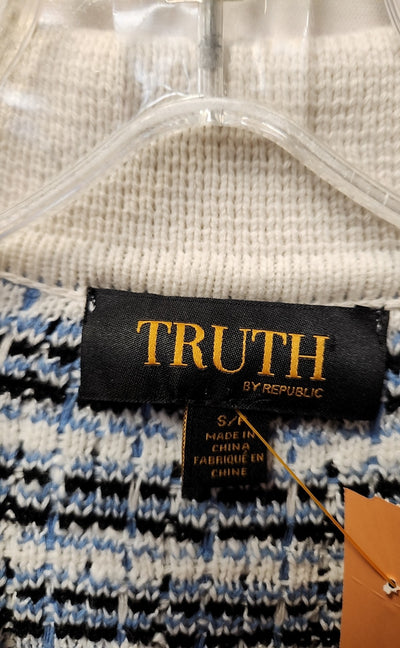 TRUTH
BY REPUBLIC
S/P
MADE IN
CHINA
FABRIQUÉ EN
CHINE